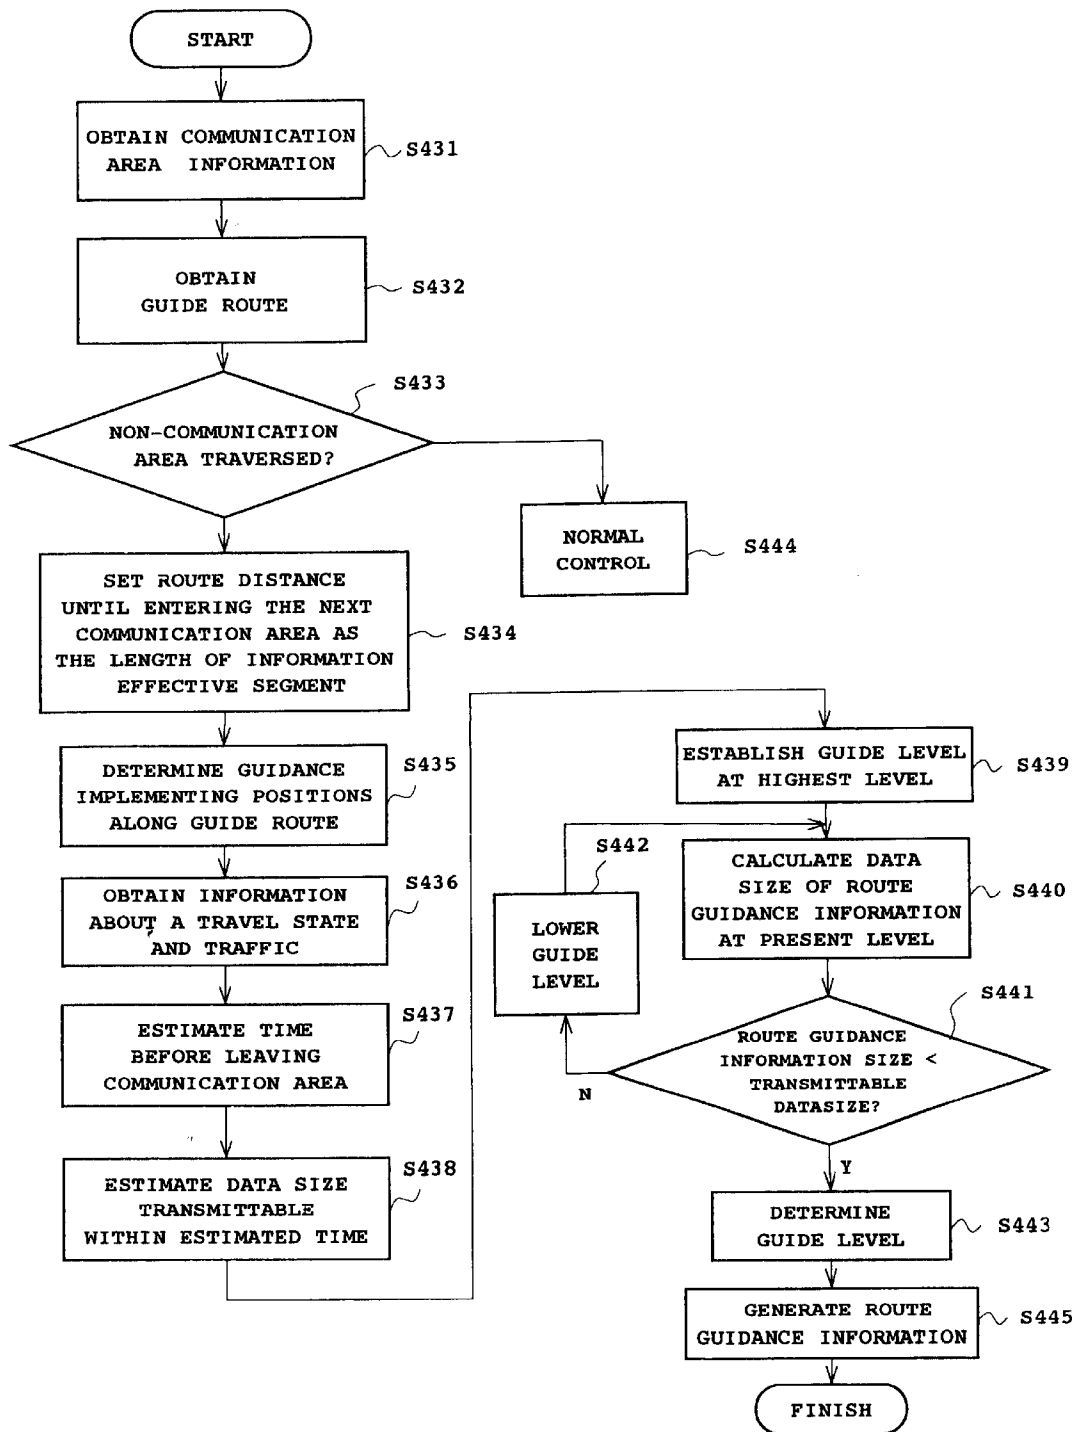 START
OBTAIN COMMUNICATION
AREA INFORMATION
S431
OBTAIN
GUIDE ROUTE
S432
S433
NON-COMMUNICATION
AREA TRAVERSED?
NORMAL
CONTROL
S444
SET ROUTE DISTANCE
UNTIL ENTERING THE NEXT
COMMUNICATION AREA AS
THE LENGTH OF INFORMATION
EFFECTIVE SEGMENT
S434
DETERMINE GUIDANCE
IMPLEMENTING POSITIONS
ALONG GUIDE ROUTE
S435
OBTAIN INFORMATION
ABOUT A TRAVEL STATE
AND TRAFFIC
S436
ESTIMATE TIME
BEFORE LEAVING
COMMUNICATION AREA
S437
ESTIMATE DATA SIZE
TRANSMITTABLE
WITHIN ESTIMATED TIME
S438
ESTABLISH GUIDE LEVEL
AT HIGHEST LEVEL
S439
S442
LOWER
GUIDE
LEVEL
CALCULATE DATA
SIZE OF ROUTE
GUIDANCE INFORMATION
AT PRESENT LEVEL
S440
S441
ROUTE GUIDANCE
INFORMATION SIZE <
TRANSMITTABLE
DATASIZE?
N
Y
DETERMINE
GUIDE LEVEL
S443
GENERATE ROUTE
GUIDANCE INFORMATION
S445
FINISH